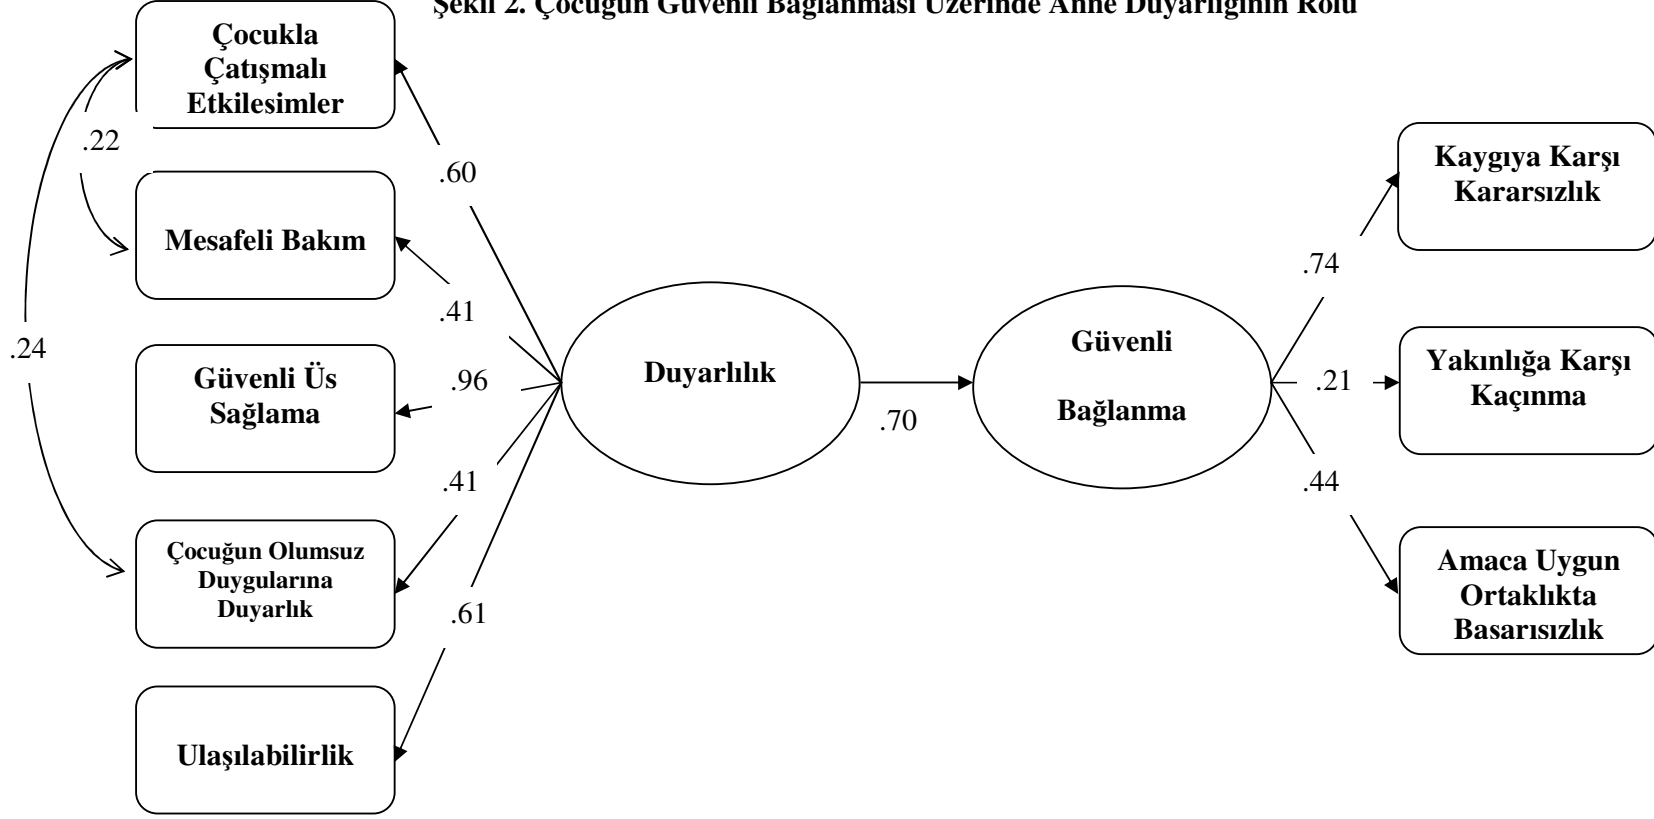 Şekil 2. Çocuğun Güvenli Bağlanması Üzerinde Anne Duyarlığının Rolü
Çocukla
Çatışmalı
Etkilesimler
.22
.60
Mesafeli Bakım
.41
.24
Güvenli Üs
Sağlama
.96
Çocuğun Olumsuz
Duygularına
Duyarlık
.41
Ulaşılabilirlik
.61
Duyarlılık
.70
Güvenli
Bağlanma
.74
Kaygıya Karşı
Kararsızlık
.21
Yakınlığa Karşı
Kaçınma
.44
Amaca Uygun
Ortaklıkta
Basarısızlık